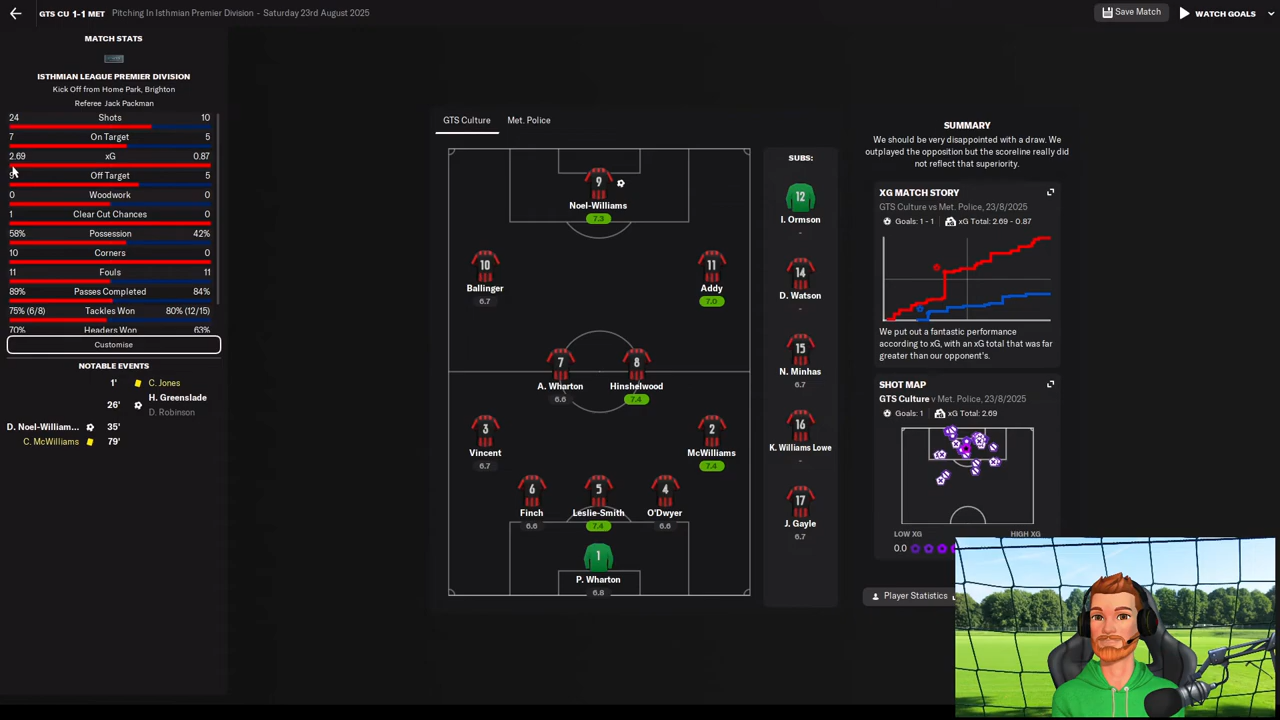 GTS CU 1-1 MET Pitching In Isthmian Premier Division - Saturday 23rd August 2025
Save Match
WATCH GOALS
MATCH STATS
ISTHMIAN LEAGUE PREMIER DIVISION
Kick Off from Home Park, Brighton
Referee Jack Packman
24 Shots 10
7 On Target 5
2.69 xG 0.87
9 Off Target 5
0 Woodwork 0
1 Clear Cut Chances 0
58% Possession 42%
10 Corners 0
11 Fouls 11
89% Passes Completed 84%
75% (6/8) Tackles Won 80% (12/15)
70% Headers Won 63%
Customise
NOTABLE EVENTS
1' C. Jones
H. Greenslade
26'
D. Robinson
D. Noel-William... 35'
C. McWilliams 79'
GTS Culture Met. Police
9
Noel-Williams
7.3
10
Ballinger
6.7
11
Addy
7.0
7
A. Wharton
6.6
8
Hinshelwood
7.4
3
Vincent
6.7
2
McWilliams
7.4
6
Finch
6.6
5
Leslie-Smith
7.4
4
O'Dwyer
6.6
1
P. Wharton
6.8
SUBS:
12
I. Ormson
-
14
D. Watson
-
15
N. Minhas
6.7
16
K. Williams Lowe
-
17
J. Gayle
6.7
SUMMARY
We should be very disappointed with a draw. We
outplayed the opposition but the scoreline really did
not reflect that superiority.
XG MATCH STORY
GTS Culture vs Met. Police, 23/8/2025
Goals: 1 - 1 xG Total: 2.69 - 0.87
We put out a fantastic performance
according to xG, with an xG total that was far
greater than our opponent's.
SHOT MAP
GTS Culture v Met. Police, 23/8/2025
Goals: 1 xG Total: 2.69
LOW XG HIGH XG
0.0
Player Statistics